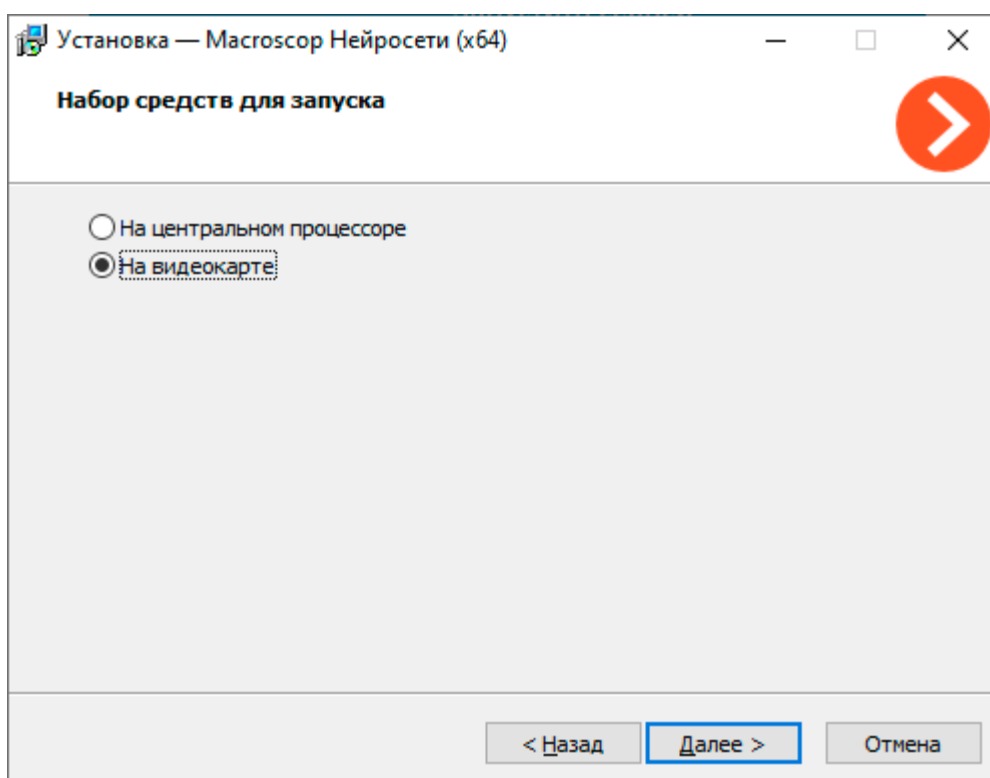 Установка — Macroscop Нейросети (x64)
Набор средств для запуска
На центральном процессоре
На видеокарте
< Назад
Далее >
Отмена